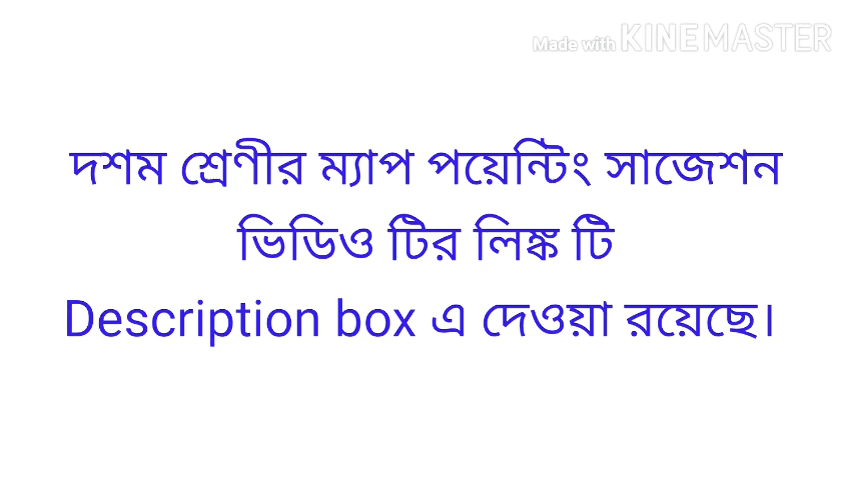 Made with KINEMASTER
দশম শ্রেণীর ম্যাপ পয়েন্টিং সাজেশন
ভিডিও টির লিঙ্ক টি
Description box এ দেওয়া রয়েছে।